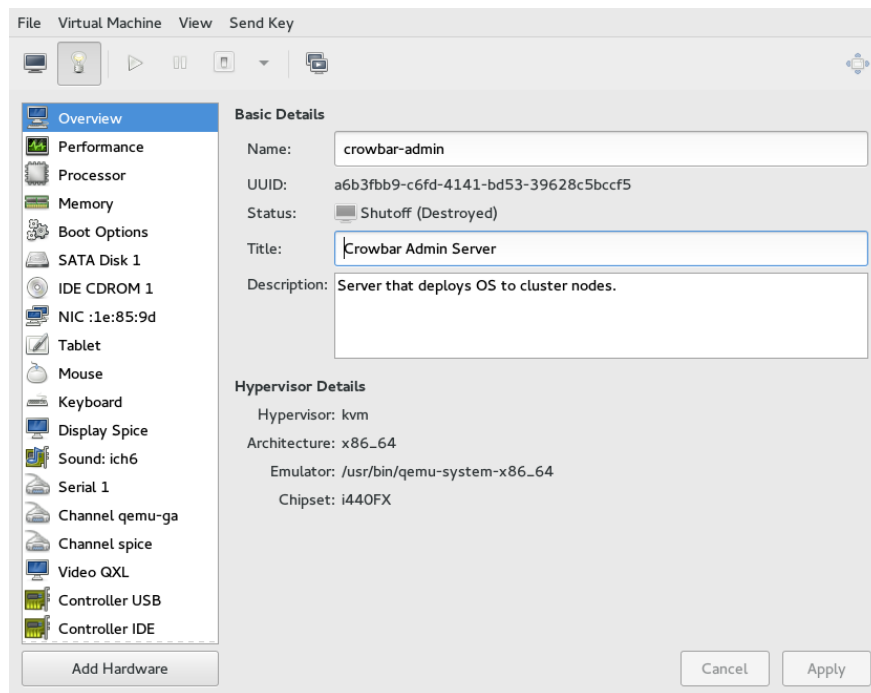 File Virtual Machine View Send Key
Overview
Performance
Processor
Memory
Boot Options
SATA Disk 1
IDE CDROM 1
NIC :1e:85:9d
Tablet
Mouse
Keyboard
Display Spice
Sound: ich6
Serial 1
Channel qemu-ga
Channel spice
Video QXL
Controller USB
Controller IDE
Add Hardware
Basic Details
Name: crowbar-admin
UUID: a6b3fbb9-c6fd-4141-bd53-39628c5bccf5
Status: Shutoff (Destroyed)
Title: Crowbar Admin Server
Description: Server that deploys OS to cluster nodes.
Hypervisor Details
Hypervisor: kvm
Architecture: x86_64
Emulator: /usr/bin/qemu-system-x86_64
Chipset: i440FX
Cancel Apply